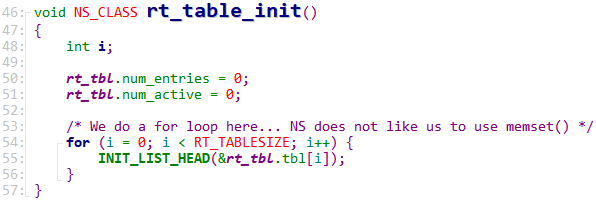 46: void NS_CLASS rt_table_init()
47: {
48:     int i;
49:
50:     rt_tbl.num_entries = 0;
51:     rt_tbl.num_active = 0;
52:
53:     /* We do a for loop here... NS does not like us to use memset() */
54:     for (i = 0; i < RT_TABLESIZE; i++) {
55:         INIT_LIST_HEAD(&rt_tbl.tbl[i]);
56:     }
57: }